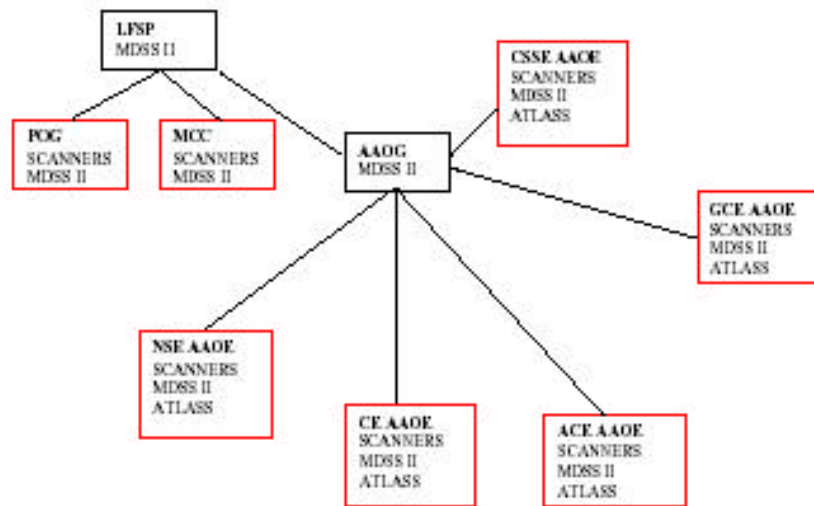 LFSP
MDSS II
CSSE AAOE
SCANNERS
MDSS II
ATLASS
POG
SCANNERS
MDSS II
MCC
SCANNERS
MDSS II
AAOG
MDSS II
GCE AAOE
SCANNERS
MDSS II
ATLASS
NSE AAOE
SCANNERS
MDSS II
ATLASS
CE AAOE
SCANNERS
MDSS II
ATLASS
ACE AAOE
SCANNERS
MDSS II
ATLASS